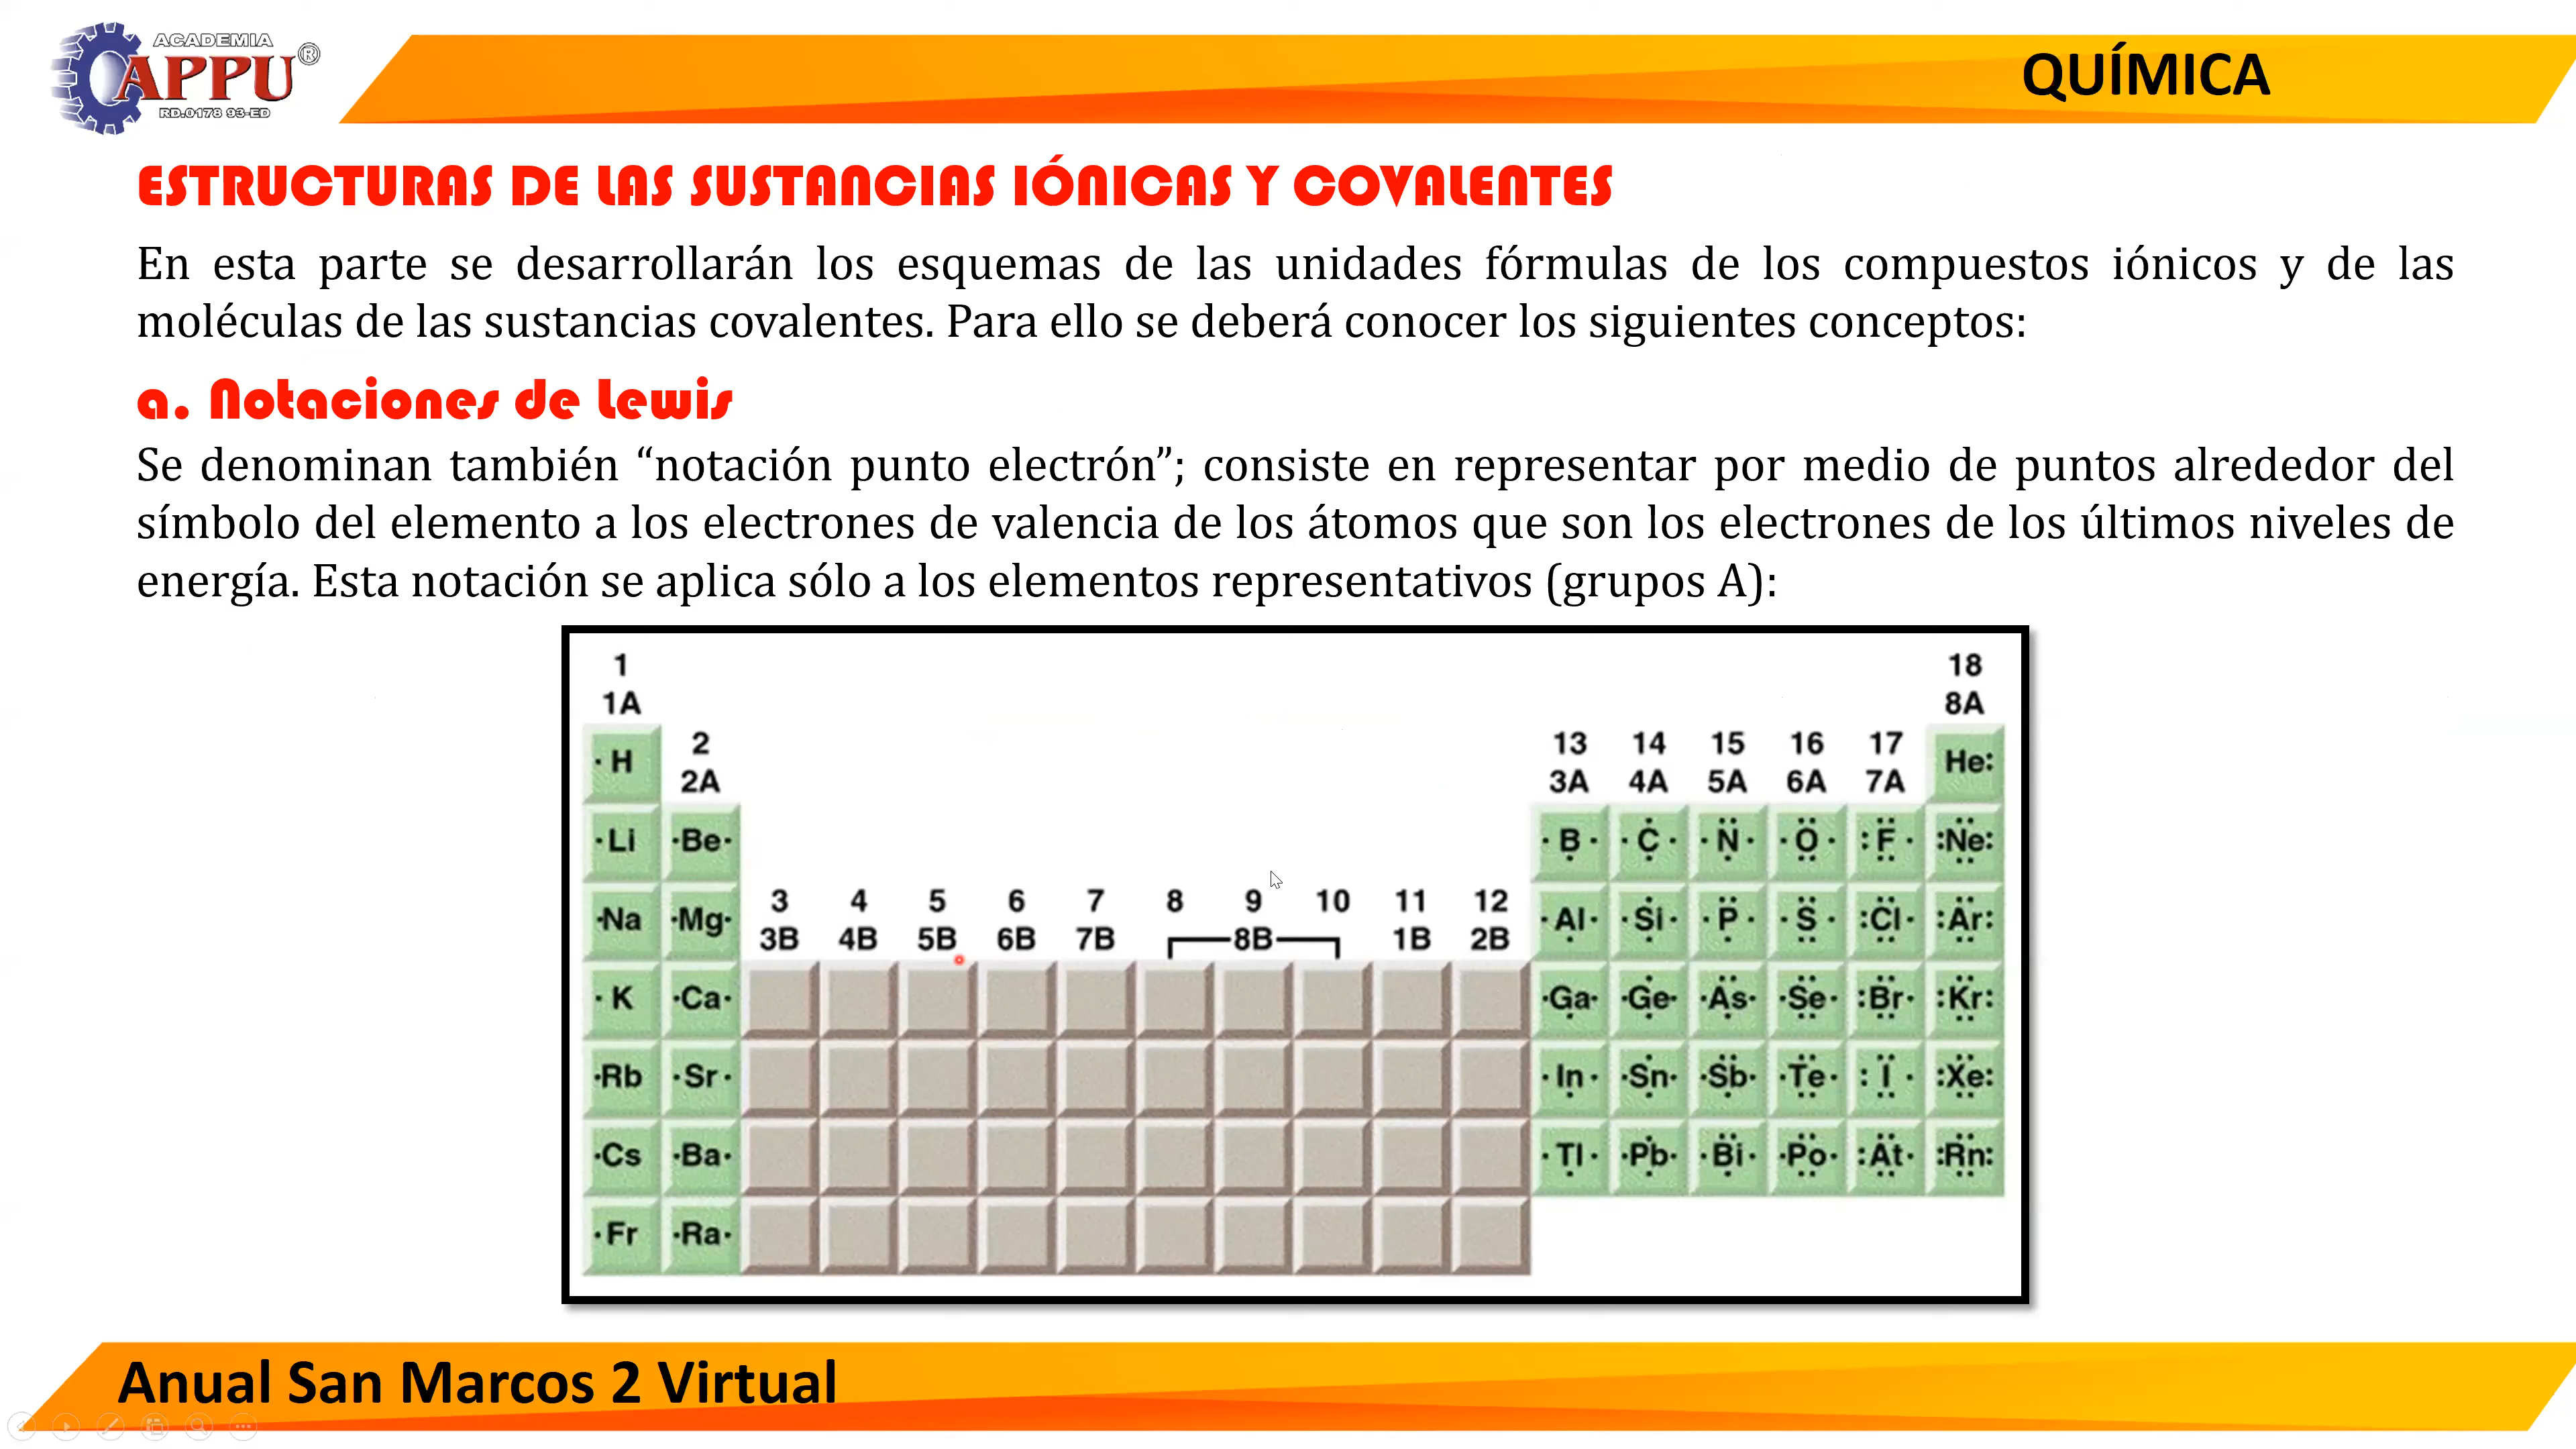 ACADEMIA
APPU®
RD.0178 93-ED
QUÍMICA
ESTRUCTURAS DE LAS SUSTANCIAS IÓNICAS Y COVALENTES
En esta parte se desarrollarán los esquemas de las unidades fórmulas de los compuestos iónicos y de las
moléculas de las sustancias covalentes. Para ello se deberá conocer los siguientes conceptos:
a. Notaciones de Lewis
Se denominan también “notación punto electrón”; consiste en representar por medio de puntos alrededor del
símbolo del elemento a los electrones de valencia de los átomos que son los electrones de los últimos niveles de
energía. Esta notación se aplica sólo a los elementos representativos (grupos A):
1 18
1A 8A
H 2 13 14 15 16 17 He
2A 3A 4A 5A 6A 7A
Li Be B C N O F Ne
3 4 5 6 7 8 9 10 11 12
Na Mg 3B 4B 5B 6B 7B 8B 1B 2B Al Si P S Cl Ar
K Ca Ga Ge As Se Br Kr
Rb Sr In Sn Sb Te I Xe
Cs Ba Tl Pb Bi Po At Rn
Fr Ra
Anual San Marcos 2 Virtual